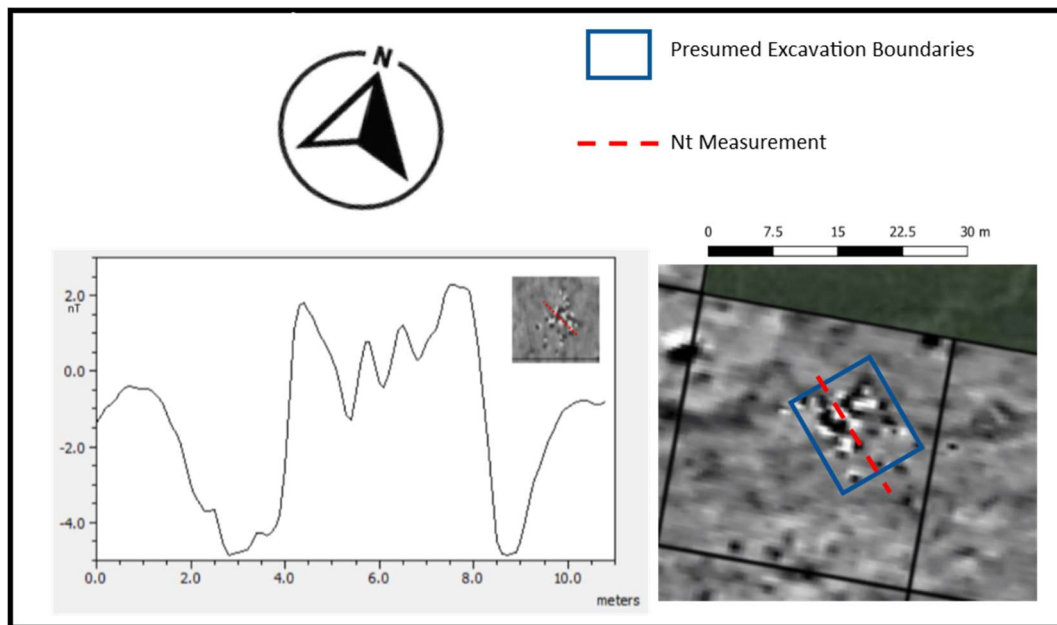 N
Presumed Excavation Boundaries
Nt Measurement
0 7.5 15 22.5 30 m
2.0
nT
0.0
-2.0
-4.0
0.0 2.0 4.0 6.0 8.0 10.0
meters